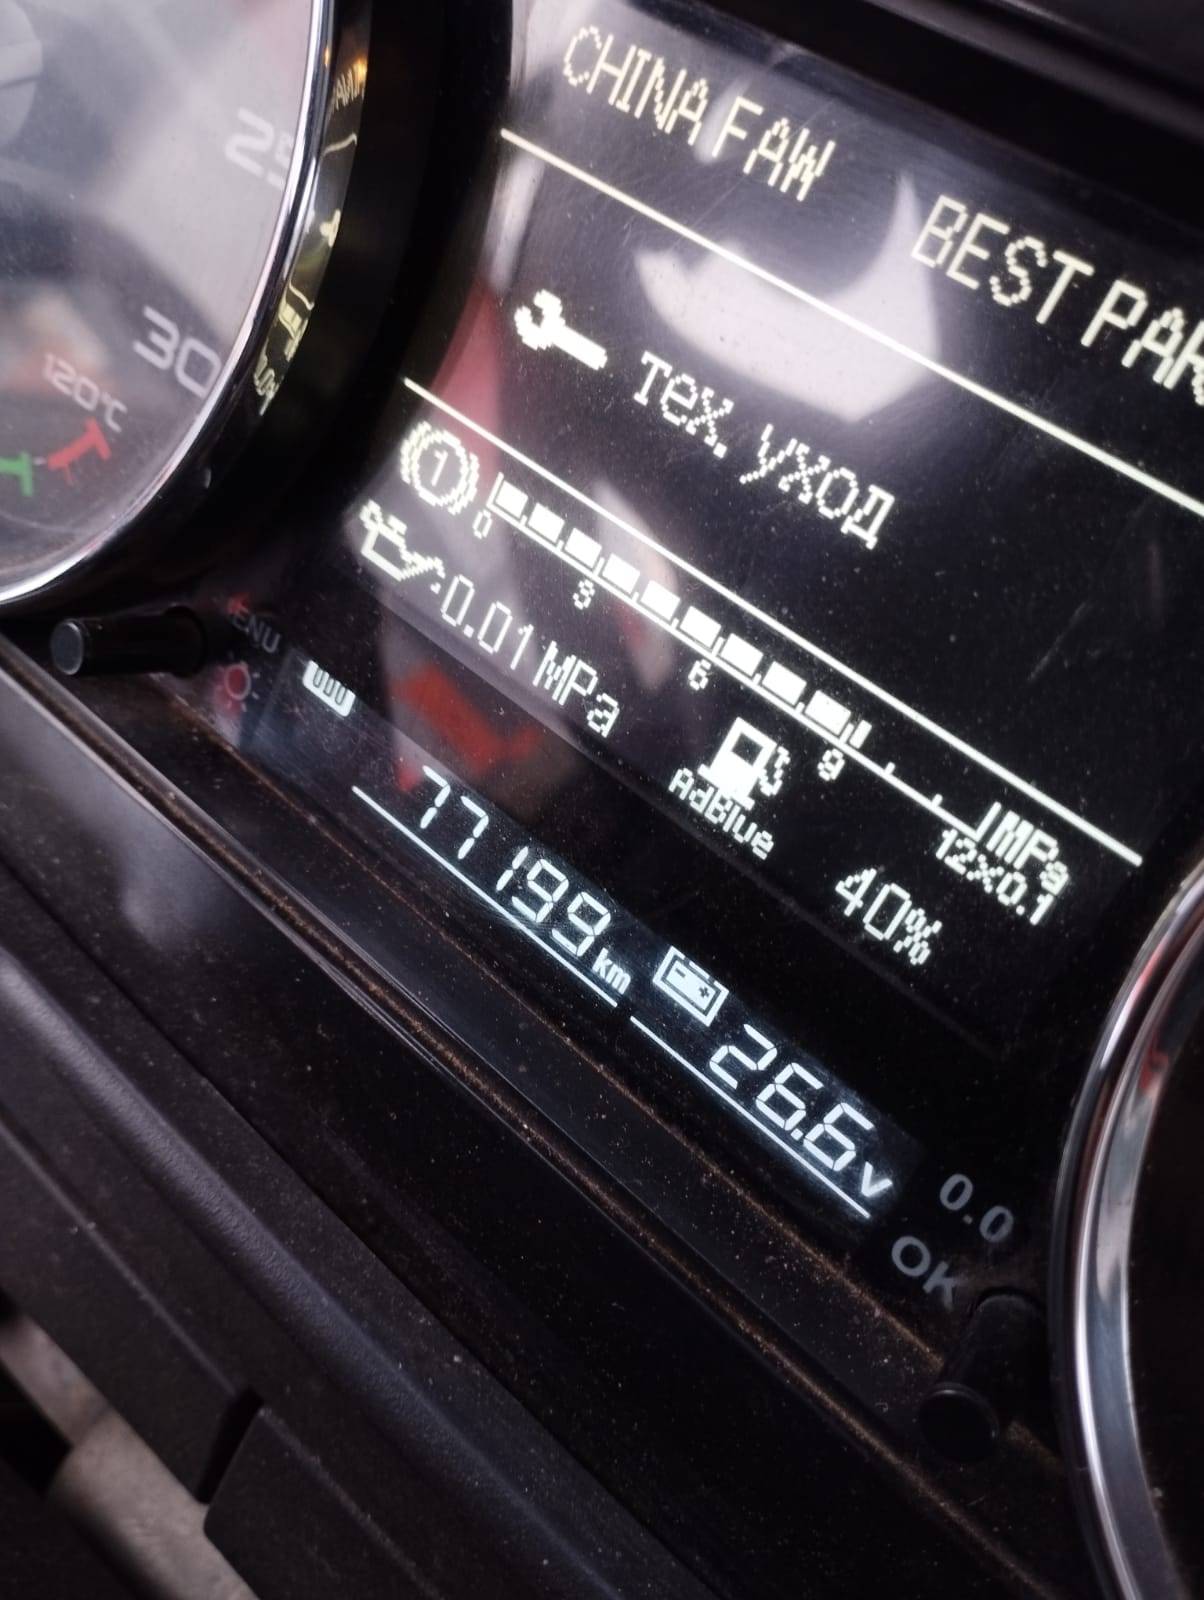 CHINA FAW BEST PAR
25
30
120℃
тех. уход
1
0 3 6 9 12x0.1
MPa
:0.01 MPa
AdBlue
40%
MENU
77199 km
26.6 v
0.0
OK